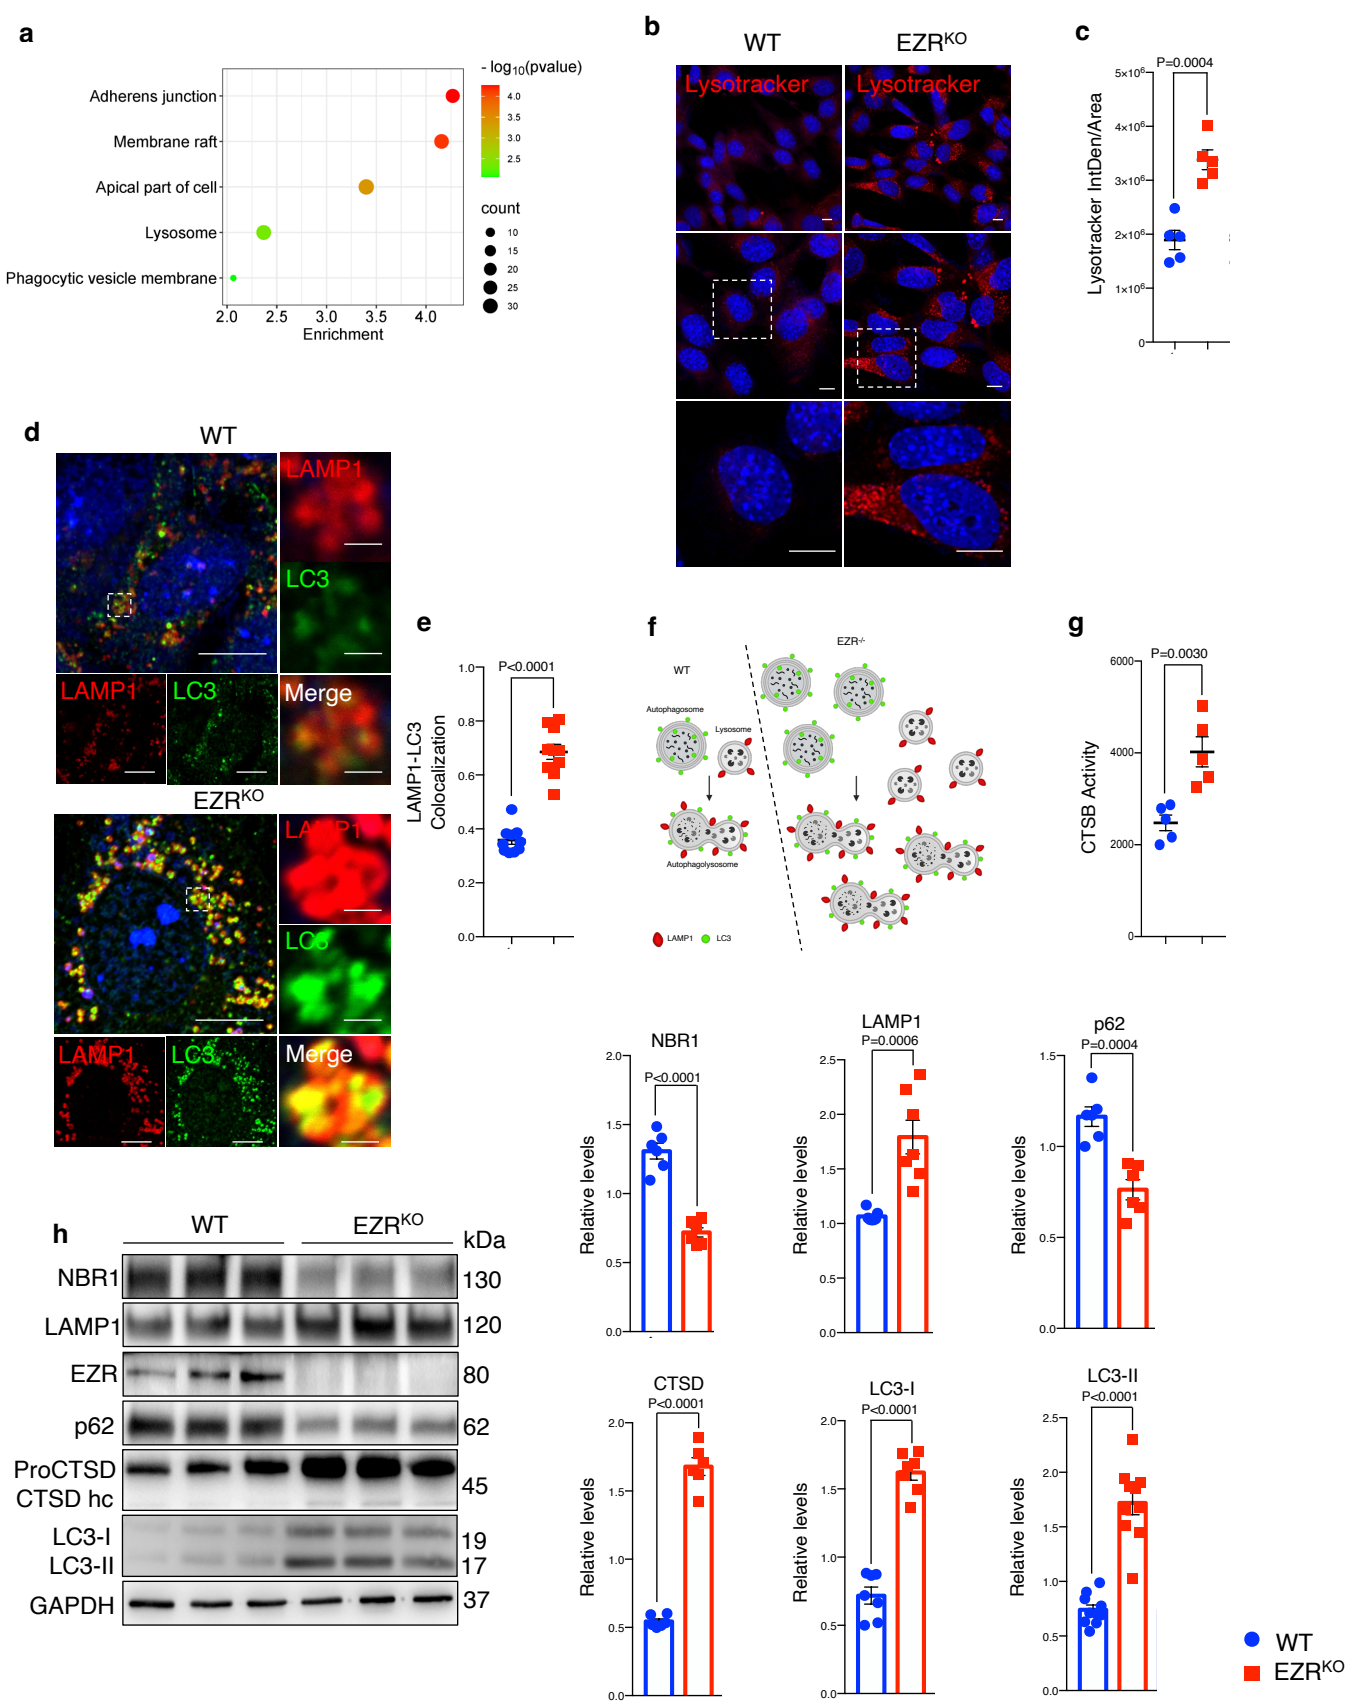 a
- log₁₀(pvalue)
4.0
3.5
3.0
2.5
count
10
15
20
25
30
Adherens junction
Membrane raft
Apical part of cell
Lysosome
Phagocytic vesicle membrane
2.0 2.5 3.0 3.5 4.0
Enrichment
b
WT EZRᴷᴼ
Lysotracker Lysotracker
c
P=0.0004
5×10⁶
4×10⁶
3×10⁶
2×10⁶
1×10⁶
0
Lysotracker IntDen/Area
d
WT
LAMP1
LC3
LAMP1 LC3 Merge
EZRᴷᴼ
LAMP1
LC3
LAMP1 LC3 Merge
e
P<0.0001
1.0
0.8
0.6
0.4
0.2
0.0
LAMP1-LC3
Colocalization
f
EZR⁻/⁻
WT
Autophagosome
Lysosome
Autophagolysosome
LAMP1 LC3
g
P=0.0030
6000
4000
2000
0
CTSB Activity
h
WT EZRᴷᴼ
kDa
NBR1 130
LAMP1 120
EZR 80
p62 62
ProCTSD
CTSD hc 45
LC3-I 19
LC3-II 17
GAPDH 37
NBR1
P<0.0001
2.0
1.5
1.0
0.5
0.0
Relative levels
LAMP1
P=0.0006
2.5
2.0
1.5
1.0
0.5
0.0
Relative levels
p62
P=0.0004
1.5
1.0
0.5
0.0
Relative levels
CTSD
P<0.0001
2.0
1.5
1.0
0.5
0.0
Relative levels
LC3-I
P<0.0001
2.0
1.5
1.0
0.5
0.0
Relative levels
LC3-II
P<0.0001
2.5
2.0
1.5
1.0
0.5
0.0
Relative levels
WT
EZRᴷᴼ